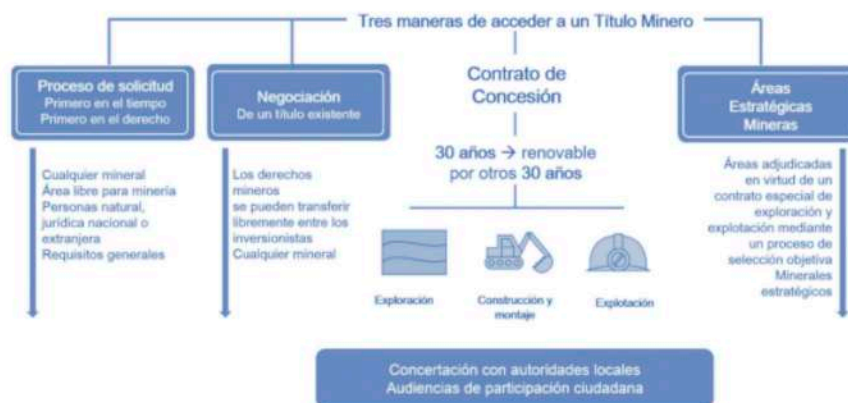 Tres maneras de acceder a un Título Minero
Proceso de solicitud
Primero en el tiempo
Primero en el derecho
Cualquier mineral
Área libre para minería
Personas natural,
jurídica nacional o
extranjera
Requisitos generales
Negociación
De un título existente
Los derechos
mineros
se pueden transferir
libremente entre los
inversionistas
Cualquier mineral
Contrato de
Concesión
30 años → renovable
por otros 30 años
Exploración
Construcción y
montaje
Explotación
Áreas
Estratégicas
Mineras
Áreas adjudicadas
en virtud de un
contrato especial de
exploración y
explotación mediante
un proceso de
selección objetiva
Minerales
estratégicos
Concertación con autoridades locales
Audiencias de participación ciudadana